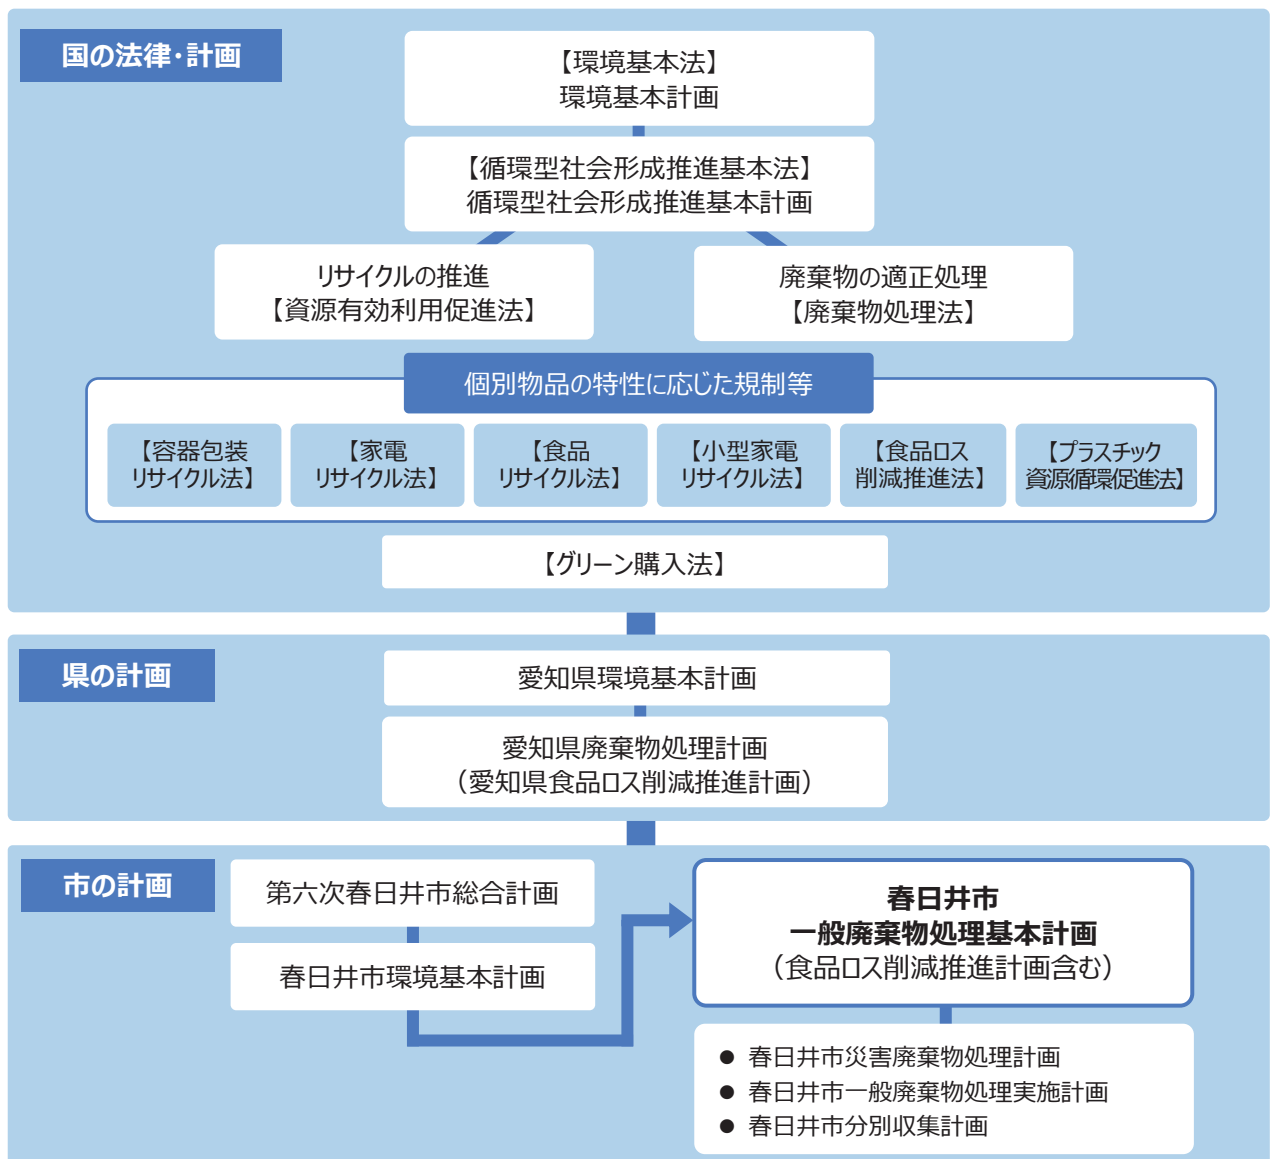 国の法律・計画
【環境基本法】
環境基本計画
【循環型社会形成推進基本法】
循環型社会形成推進基本計画
リサイクルの推進
【資源有効利用促進法】
廃棄物の適正処理
【廃棄物処理法】
個別物品の特性に応じた規制等
【容器包装
リサイクル法】
【家電
リサイクル法】
【食品
リサイクル法】
【小型家電
リサイクル法】
【食品ロス
削減推進法】
【プラスチック
資源循環促進法】
【グリーン購入法】
県の計画
愛知県環境基本計画
愛知県廃棄物処理計画
（愛知県食品ロス削減推進計画）
市の計画
第六次春日井市総合計画
春日井市環境基本計画
春日井市
一般廃棄物処理基本計画
（食品ロス削減推進計画含む）
● 春日井市災害廃棄物処理計画
● 春日井市一般廃棄物処理実施計画
● 春日井市分別収集計画